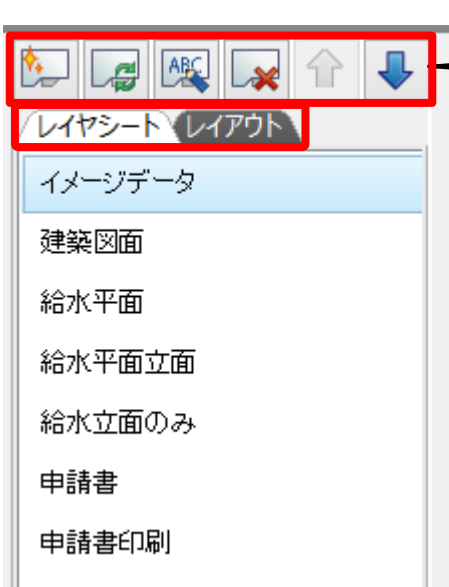 ABC
レイヤシート レイアウト
イメージデータ
建築図面
給水平面
給水平面立面
給水立面のみ
申請書
申請書印刷